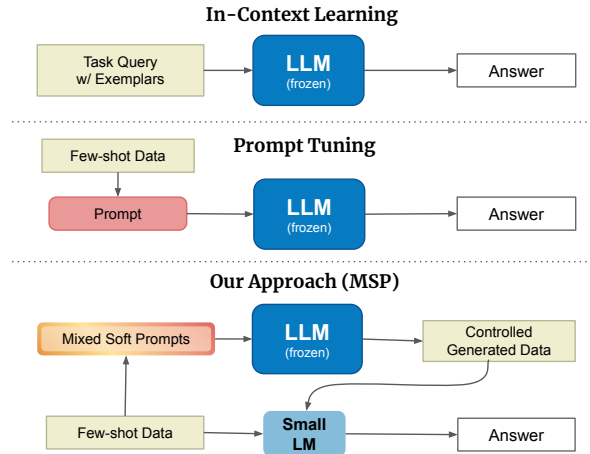 In-Context Learning
Task Query
w/ Exemplars
LLM
(frozen)
Answer
Prompt Tuning
Few-shot Data
Prompt
LLM
(frozen)
Answer
Our Approach (MSP)
Mixed Soft Prompts
LLM
(frozen)
Controlled
Generated Data
Few-shot Data
Small
LM
Answer